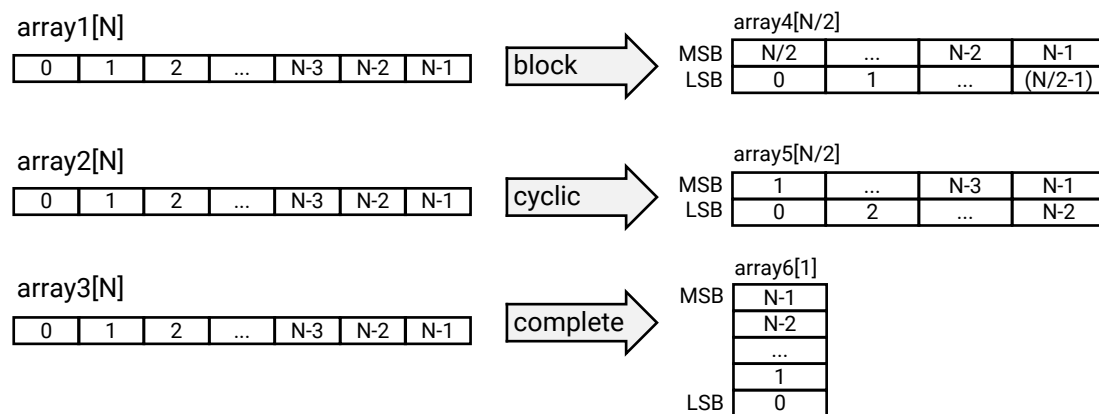 array1[N]
0 1 2 ... N-3 N-2 N-1
block
array4[N/2]
MSB N/2 ... N-2 N-1
LSB 0 1 ... (N/2-1)
array2[N]
0 1 2 ... N-3 N-2 N-1
cyclic
array5[N/2]
MSB 1 ... N-3 N-1
LSB 0 2 ... N-2
array3[N]
0 1 2 ... N-3 N-2 N-1
complete
array6[1]
MSB N-1
N-2
...
1
LSB 0